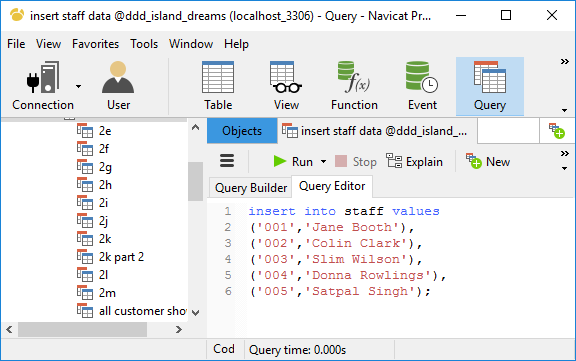 insert staff data @ddd_island_dreams (localhost_3306) - Query - Navicat Pr...
File View Favorites Tools Window Help
Connection User Table View Function Event Query
f(x)
2e
2f
2g
2h
2i
2j
2k
2k part 2
2l
2m
all customer sho
Objects insert staff data @ddd_island_...
Run Stop Explain New
Query Builder Query Editor
1 insert into staff values
2 ('001','Jane Booth'),
3 ('002','Colin Clark'),
4 ('003','Slim Wilson'),
5 ('004','Donna Rowlings'),
6 ('005','Satpal Singh');
Cod Query time: 0.000s